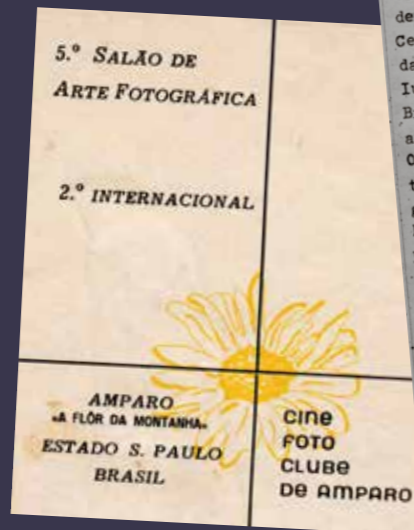 5.º SALÃO DE
ARTE FOTOGRÁFICA
2.º INTERNACIONAL
AMPARO
«A FLÔR DA MONTANHA»
ESTADO S. PAULO
BRASIL
CINE
FOTO
CLUBE
DE AMPARO